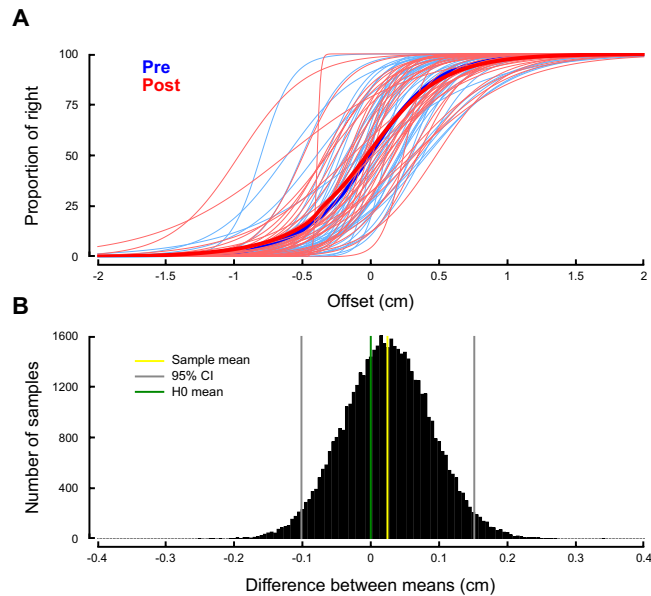 A
100
75
50
25
0
Proportion of right
Pre
Post
-2
-1.5
-1
-0.5
0
0.5
1
1.5
2
Offset (cm)
B
1600
1200
800
400
0
Number of samples
Sample mean
95% CI
H0 mean
-0.4
-0.3
-0.2
-0.1
0
0.1
0.2
0.3
0.4
Difference between means (cm)